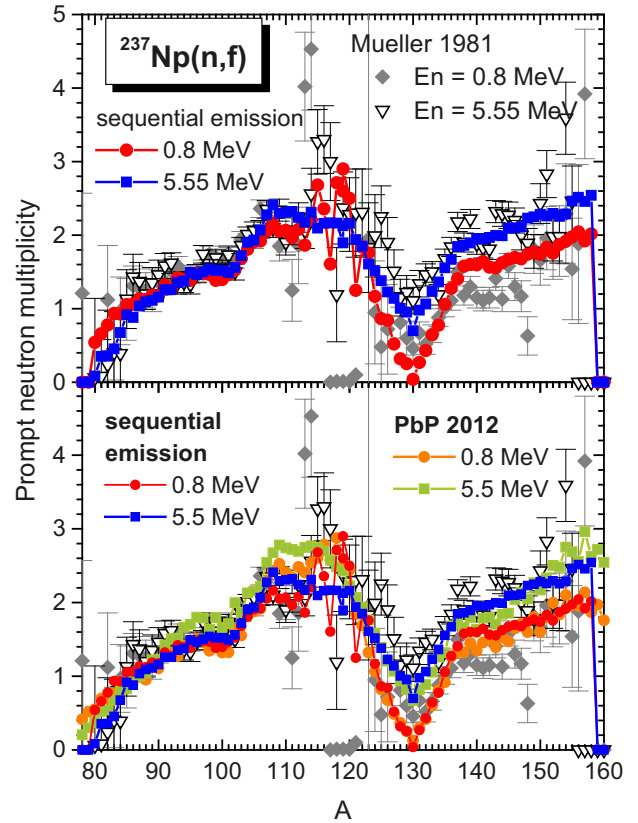 5
237Np(n,f)
Mueller 1981
En = 0.8 MeV
En = 5.55 MeV
sequential emission
0.8 MeV
5.55 MeV
4
3
2
1
0
Prompt neutron multiplicity
sequential
emission
0.8 MeV
5.5 MeV
PbP 2012
0.8 MeV
5.5 MeV
4
3
2
1
0
80 90 100 110 120 130 140 150 160
A